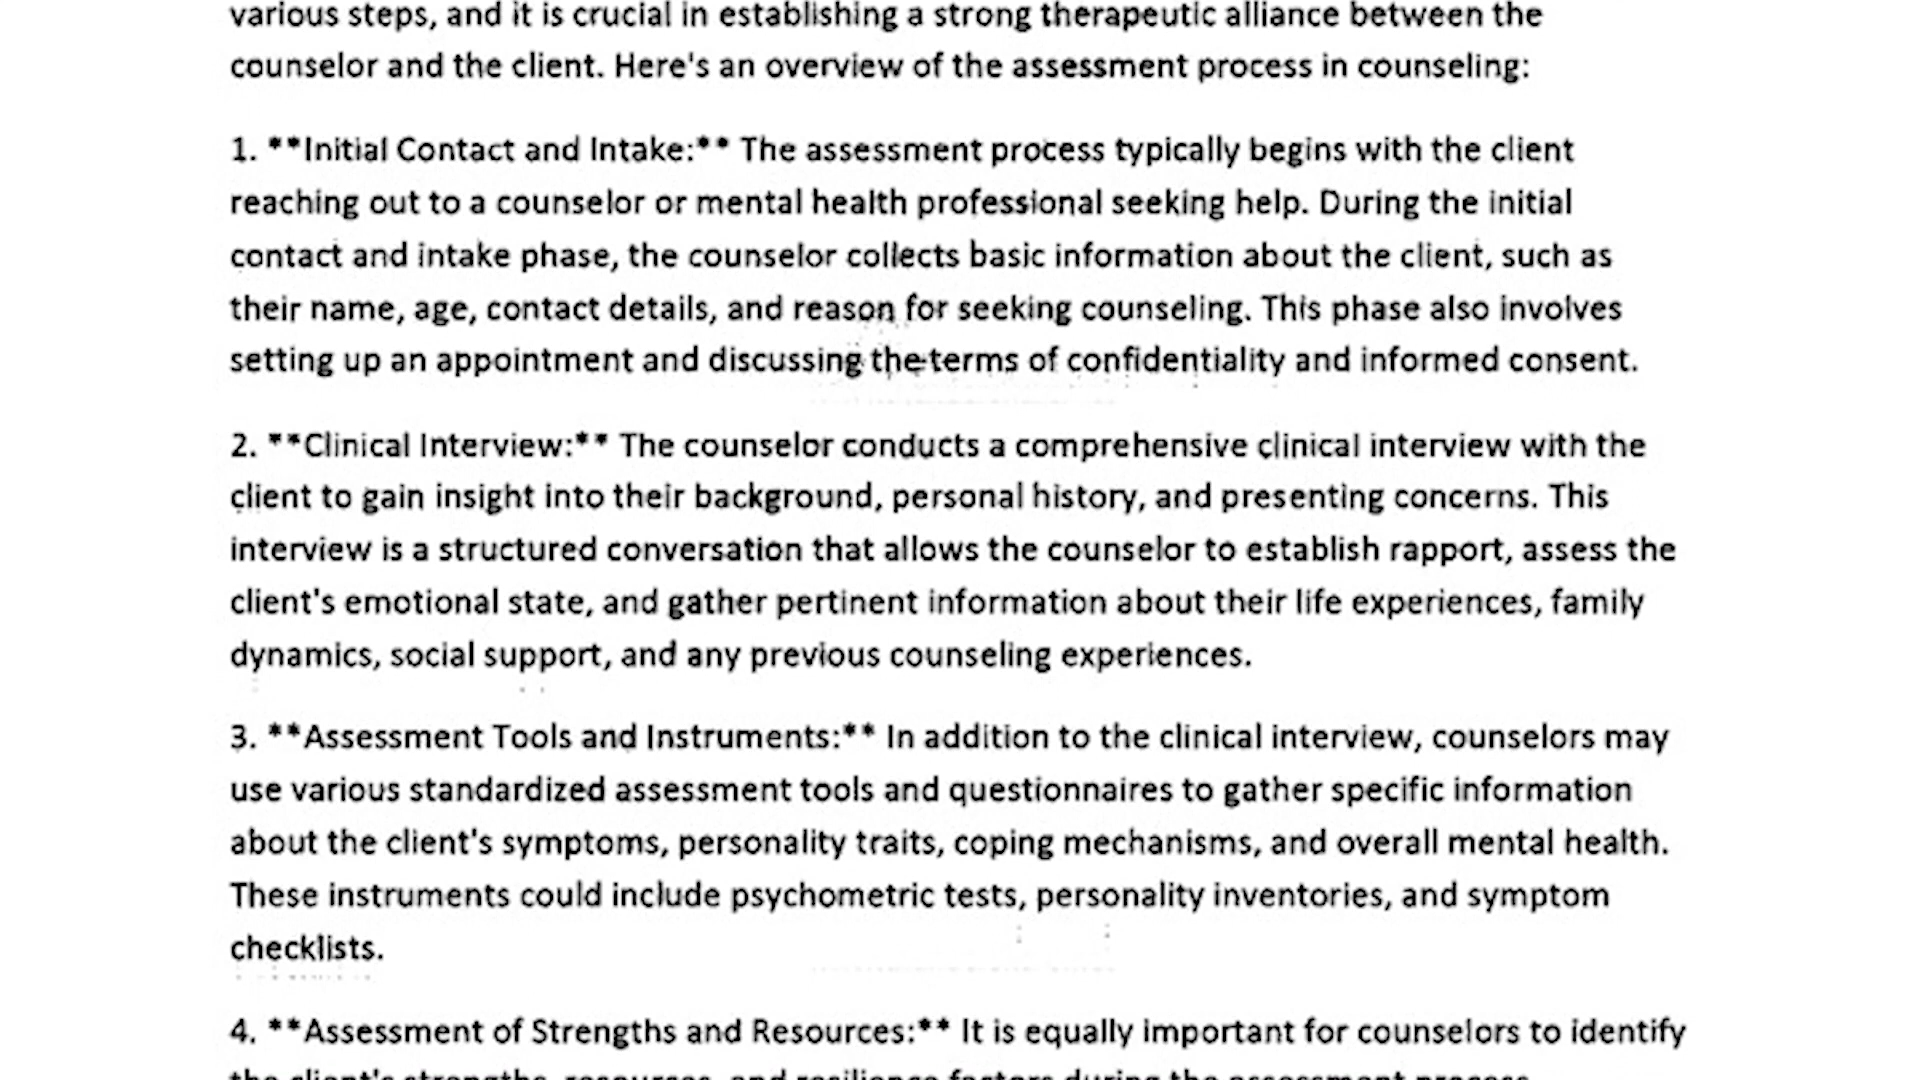 various steps, and it is crucial in establishing a strong therapeutic alliance between the
counselor and the client. Here's an overview of the assessment process in counseling:
1. **Initial Contact and Intake:** The assessment process typically begins with the client
reaching out to a counselor or mental health professional seeking help. During the initial
contact and intake phase, the counselor collects basic information about the client, such as
their name, age, contact details, and reason for seeking counseling. This phase also involves
setting up an appointment and discussing the terms of confidentiality and informed consent.
2. **Clinical Interview:** The counselor conducts a comprehensive clinical interview with the
client to gain insight into their background, personal history, and presenting concerns. This
interview is a structured conversation that allows the counselor to establish rapport, assess the
client's emotional state, and gather pertinent information about their life experiences, family
dynamics, social support, and any previous counseling experiences.
3. **Assessment Tools and Instruments:** In addition to the clinical interview, counselors may
use various standardized assessment tools and questionnaires to gather specific information
about the client's symptoms, personality traits, coping mechanisms, and overall mental health.
These instruments could include psychometric tests, personality inventories, and symptom
checklists.
4. **Assessment of Strengths and Resources:** It is equally important for counselors to identify
the client's strengths, resources, and resilience factors during the assessment process.